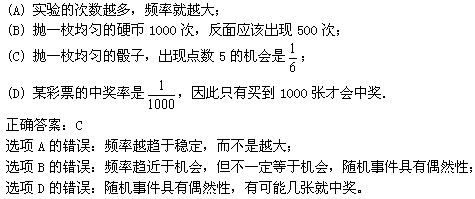 (A) 实验的次数越多，频率就越大；
(B) 抛一枚均匀的硬币 1000 次，反面应该出现 500 次；
(C) 抛一枚均匀的骰子，出现点数 5 的机会是 1/6；
(D) 某彩票的中奖率是 1/1000，因此只有买到 1000 张才会中奖.
正确答案：C
选项 A 的错误：频率越趋于稳定，而不是越大；
选项 B 的错误：频率趋近于机会，但不一定等于机会，随机事件具有偶然性；
选项 D 的错误：随机事件具有偶然性，有可能几张就中奖。